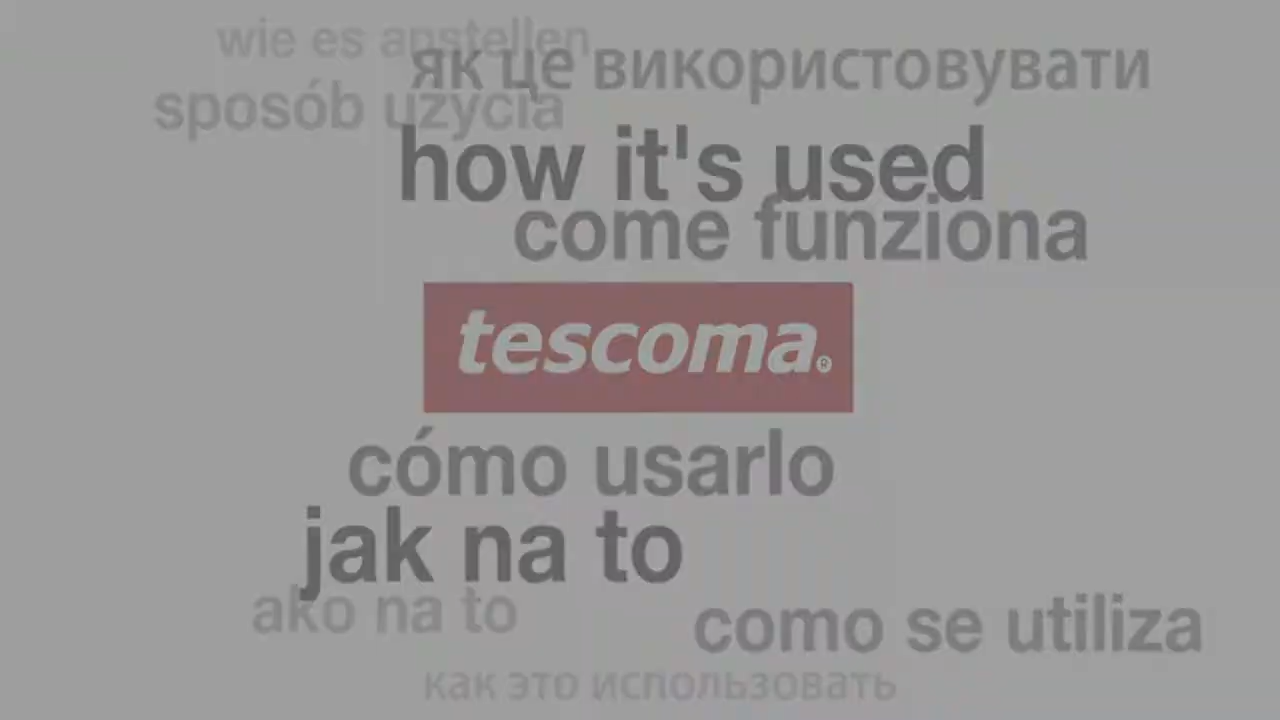 wie es anstellen
як це використовувати
sposób użycia
how it's used
come funziona
tescoma.®
cómo usarlo
jak na to
ako na to
como se utiliza
как это использовать